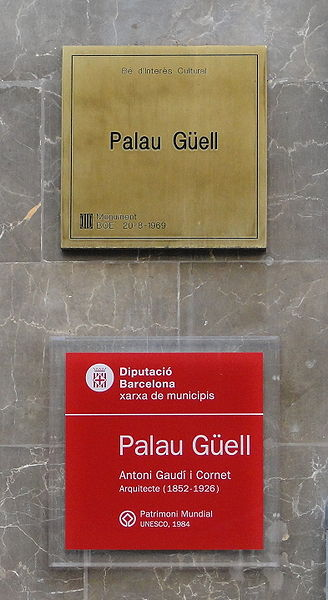 Bé d'Interès Cultural
Palau Güell
Monument
BOE 20-8-1969
Diputació
Barcelona
xarxa de municipis
Palau Güell
Antoni Gaudí i Cornet
Arquitecte (1852-1926)
Patrimoni Mundial
UNESCO, 1984